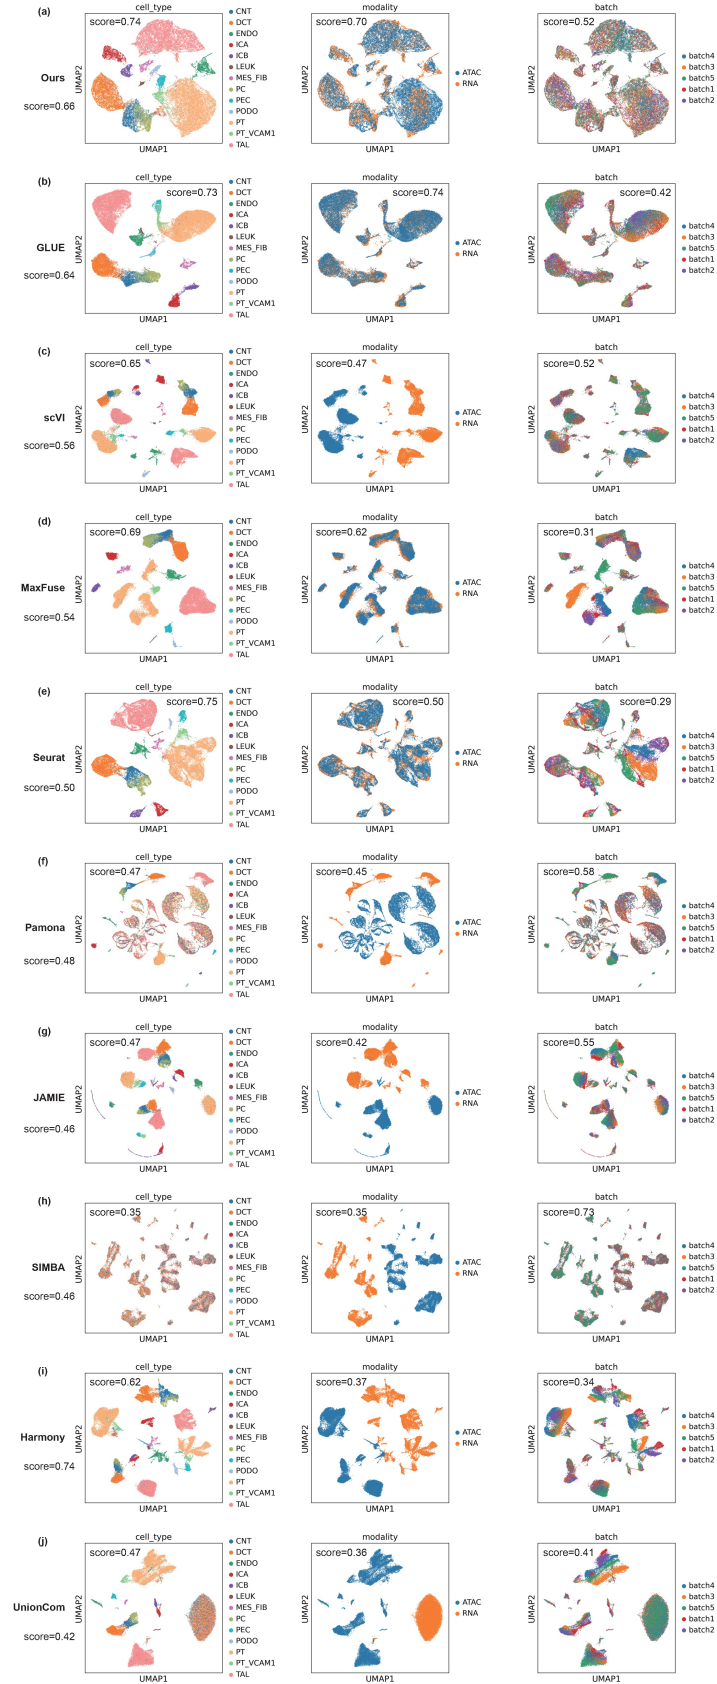 (a)
Ours
score=0.66
cell_type
score=0.74
UMAP2
UMAP1
CNT
DCT
ENDO
ICA
ICB
LEUK
MES_FIB
PC
PEC
PODO
PT
PT_VCAM1
TAL
modality
score=0.70
UMAP2
UMAP1
ATAC
RNA
batch
score=0.52
UMAP2
UMAP1
batch4
batch3
batch5
batch1
batch2
(b)
GLUE
score=0.64
cell_type
score=0.73
UMAP2
UMAP1
CNT
DCT
ENDO
ICA
ICB
LEUK
MES_FIB
PC
PEC
PODO
PT
PT_VCAM1
TAL
modality
score=0.74
UMAP2
UMAP1
ATAC
RNA
batch
score=0.42
UMAP2
UMAP1
batch4
batch3
batch5
batch1
batch2
(c)
scVI
score=0.56
cell_type
score=0.65
UMAP2
UMAP1
CNT
DCT
ENDO
ICA
ICB
LEUK
MES_FIB
PC
PEC
PODO
PT
PT_VCAM1
TAL
modality
score=0.47
UMAP2
UMAP1
ATAC
RNA
batch
score=0.52
UMAP2
UMAP1
batch4
batch3
batch5
batch1
batch2
(d)
MaxFuse
score=0.54
cell_type
score=0.69
UMAP2
UMAP1
CNT
DCT
ENDO
ICA
ICB
LEUK
MES_FIB
PC
PEC
PODO
PT
PT_VCAM1
TAL
modality
score=0.62
UMAP2
UMAP1
ATAC
RNA
batch
score=0.31
UMAP2
UMAP1
batch4
batch3
batch5
batch1
batch2
(e)
Seurat
score=0.50
cell_type
score=0.75
UMAP2
UMAP1
CNT
DCT
ENDO
ICA
ICB
LEUK
MES_FIB
PC
PEC
PODO
PT
PT_VCAM1
TAL
modality
score=0.50
UMAP2
UMAP1
ATAC
RNA
batch
score=0.29
UMAP2
UMAP1
batch4
batch3
batch5
batch1
batch2
(f)
Pamona
score=0.48
cell_type
score=0.47
UMAP2
UMAP1
CNT
DCT
ENDO
ICA
ICB
LEUK
MES_FIB
PC
PEC
PODO
PT
PT_VCAM1
TAL
modality
score=0.45
UMAP2
UMAP1
ATAC
RNA
batch
score=0.58
UMAP2
UMAP1
batch4
batch3
batch5
batch1
batch2
(g)
JAMIE
score=0.46
cell_type
score=0.47
UMAP2
UMAP1
CNT
DCT
ENDO
ICA
ICB
LEUK
MES_FIB
PC
PEC
PODO
PT
PT_VCAM1
TAL
modality
score=0.42
UMAP2
UMAP1
ATAC
RNA
batch
score=0.55
UMAP2
UMAP1
batch4
batch3
batch5
batch1
batch2
(h)
SIMBA
score=0.46
cell_type
score=0.35
UMAP2
UMAP1
CNT
DCT
ENDO
ICA
ICB
LEUK
MES_FIB
PC
PEC
PODO
PT
PT_VCAM1
TAL
modality
score=0.35
UMAP2
UMAP1
ATAC
RNA
batch
score=0.73
UMAP2
UMAP1
batch4
batch3
batch5
batch1
batch2
(i)
Harmony
score=0.74
cell_type
score=0.62
UMAP2
UMAP1
CNT
DCT
ENDO
ICA
ICB
LEUK
MES_FIB
PC
PEC
PODO
PT
PT_VCAM1
TAL
modality
score=0.37
UMAP2
UMAP1
ATAC
RNA
batch
score=0.34
UMAP2
UMAP1
batch4
batch3
batch5
batch1
batch2
(j)
UnionCom
score=0.42
cell_type
score=0.47
UMAP2
UMAP1
CNT
DCT
ENDO
ICA
ICB
LEUK
MES_FIB
PC
PEC
PODO
PT
PT_VCAM1
TAL
modality
score=0.36
UMAP2
UMAP1
ATAC
RNA
batch
score=0.41
UMAP2
UMAP1
batch4
batch3
batch5
batch1
batch2